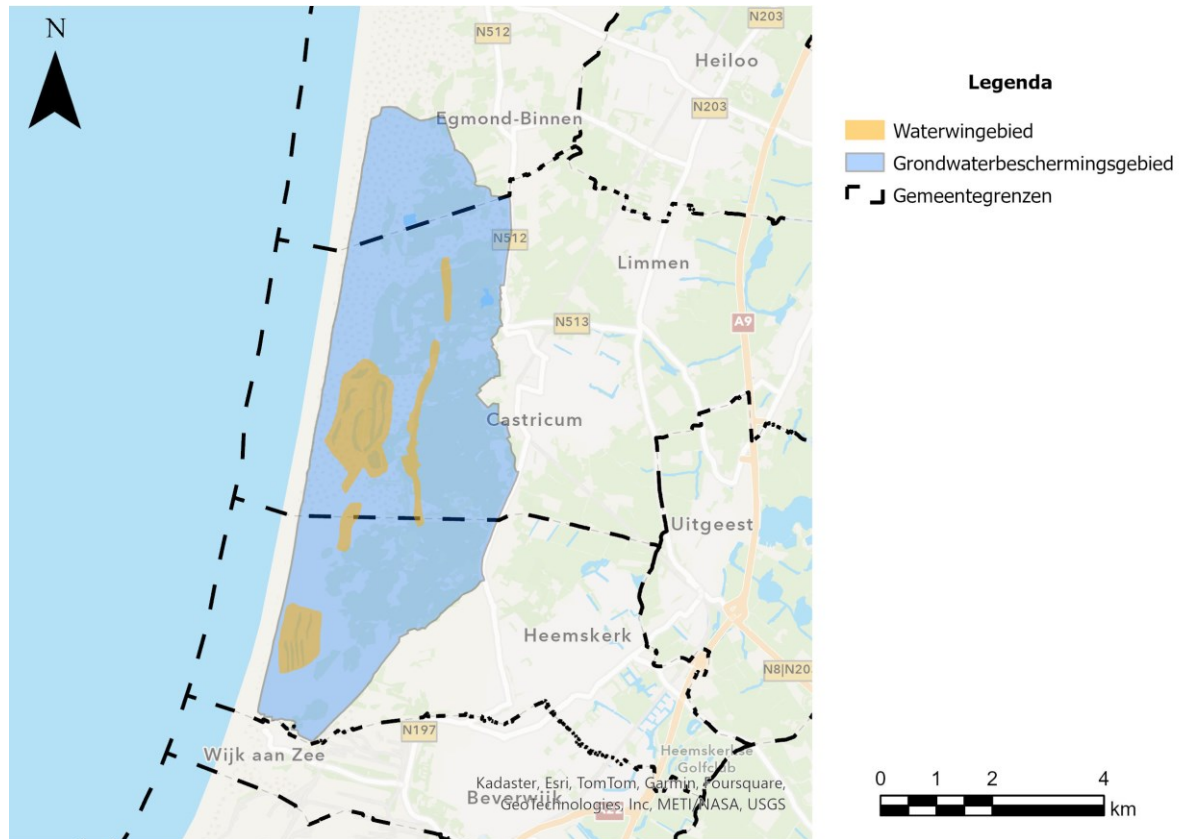 N
N512
N203
Heiloo
N203
Egmond-Binnen
N512
Limmen
N513
A9
Castricum
Uitgeest
Heemskerk
N8|N20
N197
Wijk aan Zee
Heemskerkse
Golfclub
Beverwijk
Kadaster, Esri, TomTom, Garmin, Foursquare,
GeoTechnologies, Inc, METI/NASA, USGS
Legenda
Waterwingebied
Grondwaterbeschermingsgebied
Gemeentegrenzen
0 1 2 4
km